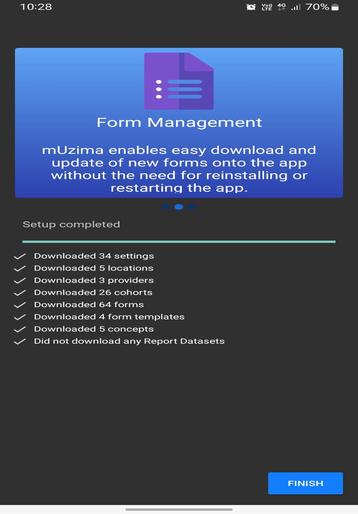 10:28
Vo) LTE 4G 70%
Form Management
mUzima enables easy download and
update of new forms onto the app
without the need for reinstalling or
restarting the app.
Setup completed
Downloaded 34 settings
Downloaded 5 locations
Downloaded 3 providers
Downloaded 26 cohorts
Downloaded 64 forms
Downloaded 4 form templates
Downloaded 5 concepts
Did not download any Report Datasets
FINISH